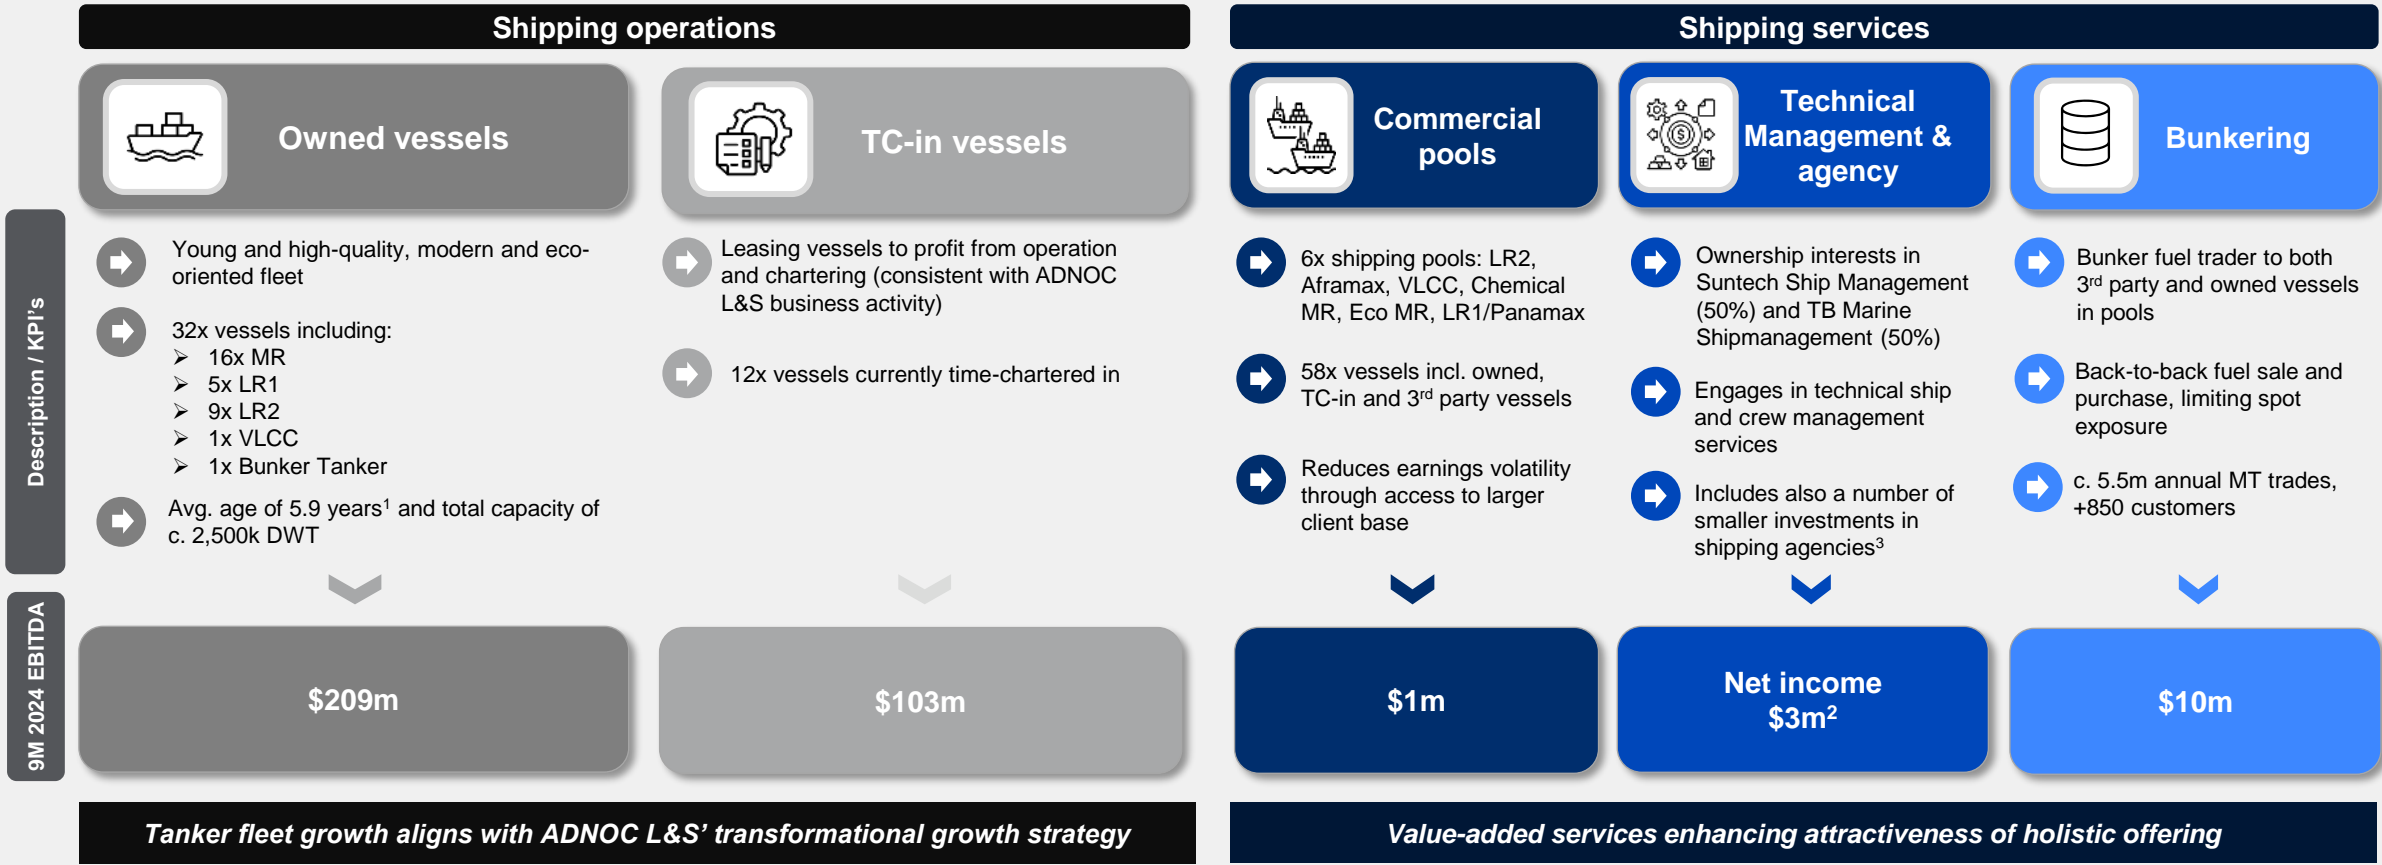 Shipping operations
Shipping services
Owned vessels
TC-in vessels
Commercial
pools
Technical
Management &
agency
Bunkering
Description / KPI's
Young and high-quality, modern and eco-
oriented fleet
32x vessels including:
➢ 16x MR
➢ 5x LR1
➢ 9x LR2
➢ 1x VLCC
➢ 1x Bunker Tanker
Avg. age of 5.9 years¹ and total capacity of
c. 2,500k DWT
Leasing vessels to profit from operation
and chartering (consistent with ADNOC
L&S business activity)
12x vessels currently time-chartered in
6x shipping pools: LR2,
Aframax, VLCC, Chemical
MR, Eco MR, LR1/Panamax
58x vessels incl. owned,
TC-in and 3rd party vessels
Reduces earnings volatility
through access to larger
client base
Ownership interests in
Suntech Ship Management
(50%) and TB Marine
Shipmanagement (50%)
Engages in technical ship
and crew management
services
Includes also a number of
smaller investments in
shipping agencies³
Bunker fuel trader to both
3rd party and owned vessels
in pools
Back-to-back fuel sale and
purchase, limiting spot
exposure
c. 5.5m annual MT trades,
+850 customers
9M 2024 EBITDA
$209m
$103m
$1m
Net income
$3m²
$10m
Tanker fleet growth aligns with ADNOC L&S' transformational growth strategy
Value-added services enhancing attractiveness of holistic offering